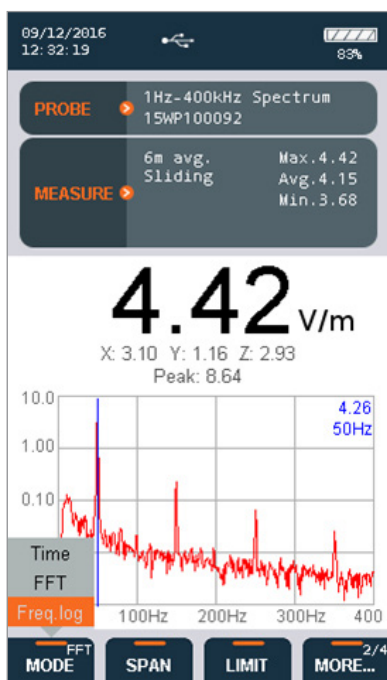 09/12/2016
12:32:19
83%
PROBE
1Hz-400kHz Spectrum
15WP100092
MEASURE
6m avg. Max.4.42
Sliding Avg.4.15
Min.3.68
4.42 V/m
X: 3.10 Y: 1.16 Z: 2.93
Peak: 8.64
10.0
4.26
50Hz
1.00
0.10
Time
FFT
Freq.log
100Hz 200Hz 300Hz 400
FFT 2/4
MODE SPAN LIMIT MORE...